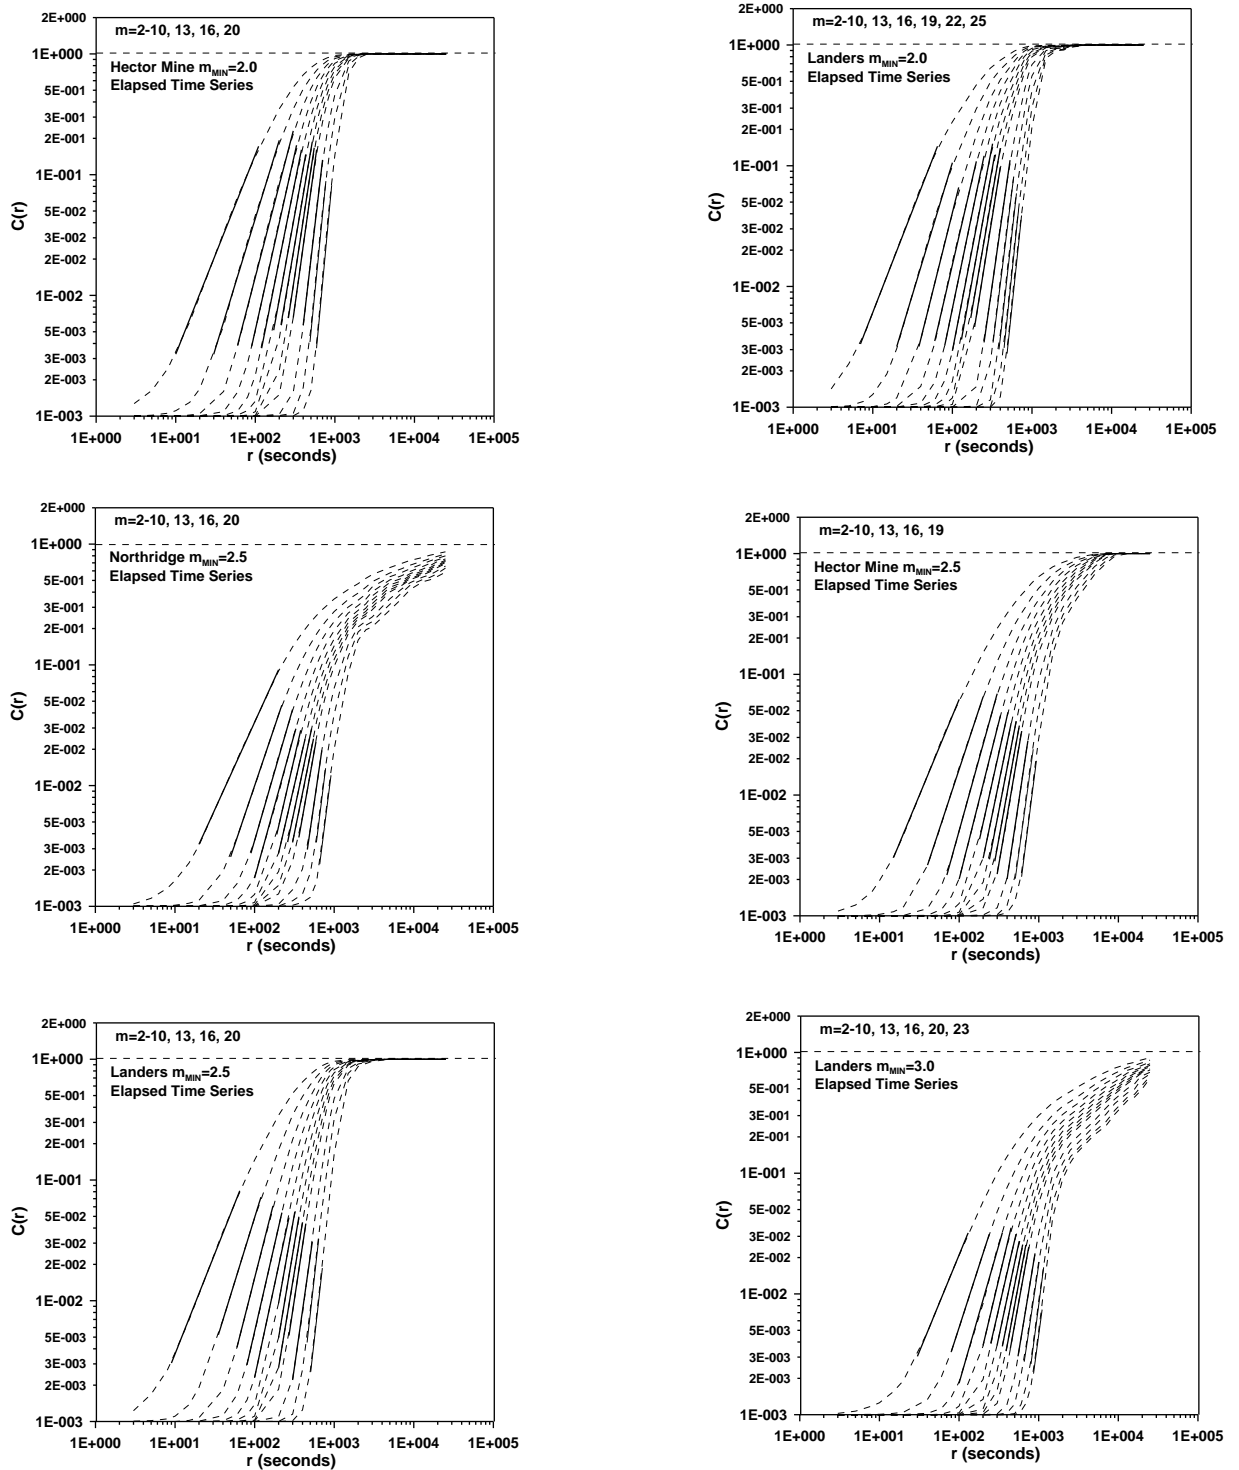 m=2-10, 13, 16, 20
Hector Mine mMIN=2.0
Elapsed Time Series
2E+000
1E+000
5E-001
3E-001
2E-001
1E-001
5E-002
3E-002
2E-002
1E-002
5E-003
3E-003
2E-003
1E-003
C(r)
1E+000 1E+001 1E+002 1E+003 1E+004 1E+005
r (seconds)
m=2-10, 13, 16, 19, 22, 25
Landers mMIN=2.0
Elapsed Time Series
2E+000
1E+000
5E-001
3E-001
2E-001
1E-001
5E-002
3E-002
2E-002
1E-002
5E-003
3E-003
2E-003
1E-003
C(r)
1E+000 1E+001 1E+002 1E+003 1E+004 1E+005
r (seconds)
m=2-10, 13, 16, 20
Northridge mMIN=2.5
Elapsed Time Series
2E+000
1E+000
5E-001
3E-001
2E-001
1E-001
5E-002
3E-002
2E-002
1E-002
5E-003
3E-003
2E-003
1E-003
C(r)
1E+000 1E+001 1E+002 1E+003 1E+004 1E+005
r (seconds)
m=2-10, 13, 16, 19
Hector Mine mMIN=2.5
Elapsed Time Series
2E+000
1E+000
5E-001
3E-001
2E-001
1E-001
5E-002
3E-002
2E-002
1E-002
5E-003
3E-003
2E-003
1E-003
C(r)
1E+000 1E+001 1E+002 1E+003 1E+004 1E+005
r (seconds)
m=2-10, 13, 16, 20
Landers mMIN=2.5
Elapsed Time Series
2E+000
1E+000
5E-001
3E-001
2E-001
1E-001
5E-002
3E-002
2E-002
1E-002
5E-003
3E-003
2E-003
1E-003
C(r)
1E+000 1E+001 1E+002 1E+003 1E+004 1E+005
r (seconds)
m=2-10, 13, 16, 20, 23
Landers mMIN=3.0
Elapsed Time Series
2E+000
1E+000
5E-001
3E-001
2E-001
1E-001
5E-002
3E-002
2E-002
1E-002
5E-003
3E-003
2E-003
1E-003
C(r)
1E+000 1E+001 1E+002 1E+003 1E+004 1E+005
r (seconds)